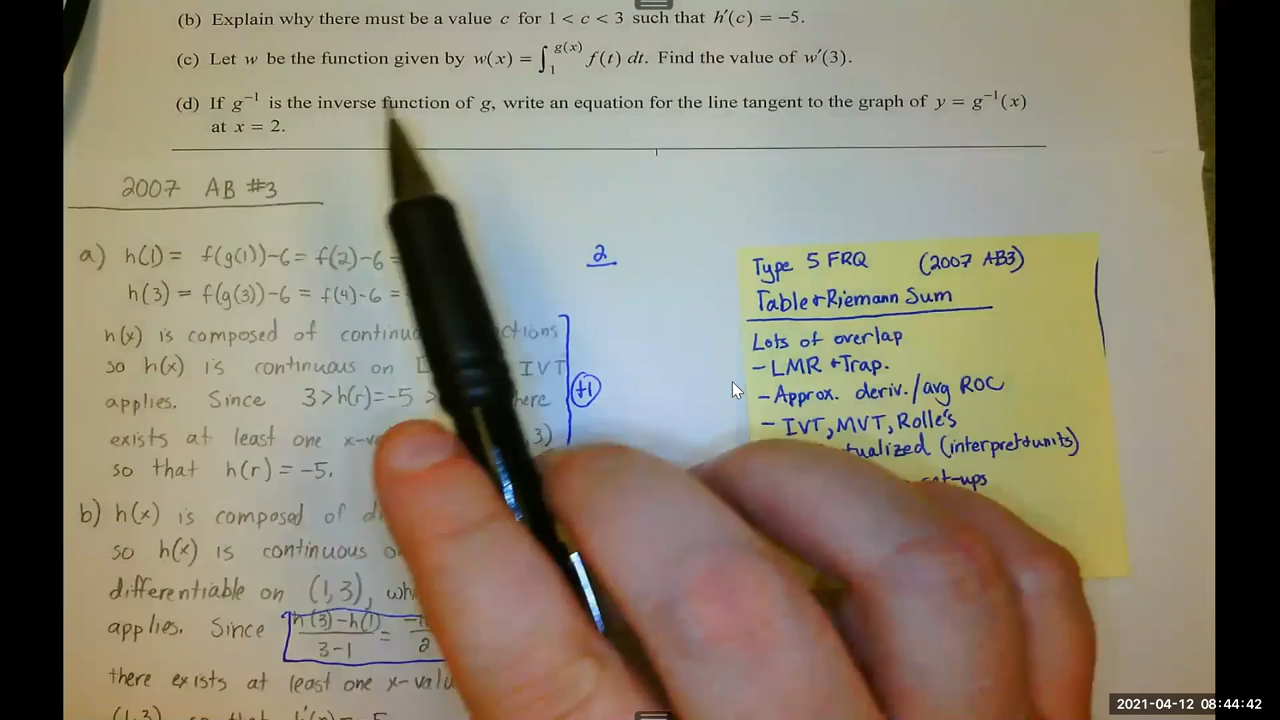 (b) Explain why there must be a value c for 1 < c < 3 such that h′(c) = −5.
(c) Let w be the function given by w(x) = ∫₁^g(x) f(t) dt. Find the value of w′(3).
(d) If g⁻¹ is the inverse function of g, write an equation for the line tangent to the graph of y = g⁻¹(x)
at x = 2.
2007 AB #3
a) h(1) = f(g(1))-6 = f(2)-6 =
h(3) = f(g(3))-6 = f(4)-6 =
h(x) is composed of
so h(x) is continuous on IVT
applies. Since 3 > h(r) = -5 >
exists at least one 3)
so that h(r) = -5.
+1
b) h(x) is composed of
so h(x) is continuous
differentiable on (1,3),
applies. Since h(3)-h(1) / 3-1 =
there exists at least one
2
Type 5 FRQ (2007 AB3)
Table + Riemann Sum
Lots of overlap
- LMR + Trap.
- Approx. deriv. / avg ROC
- IVT, MVT, Rolle's
(interpret + units)
2021-04-12 08:44:42